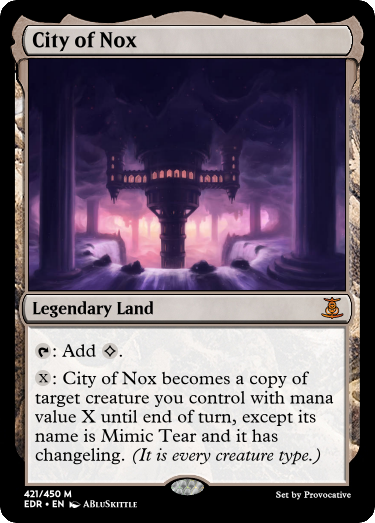 City of Nox
Legendary Land
: Add .
X: City of Nox becomes a copy of
target creature you control with mana
value X until end of turn, except its
name is Mimic Tear and it has
changeling. (It is every creature type.)
421/450 M
EDR • EN ABluSkittle
Set by Provocative